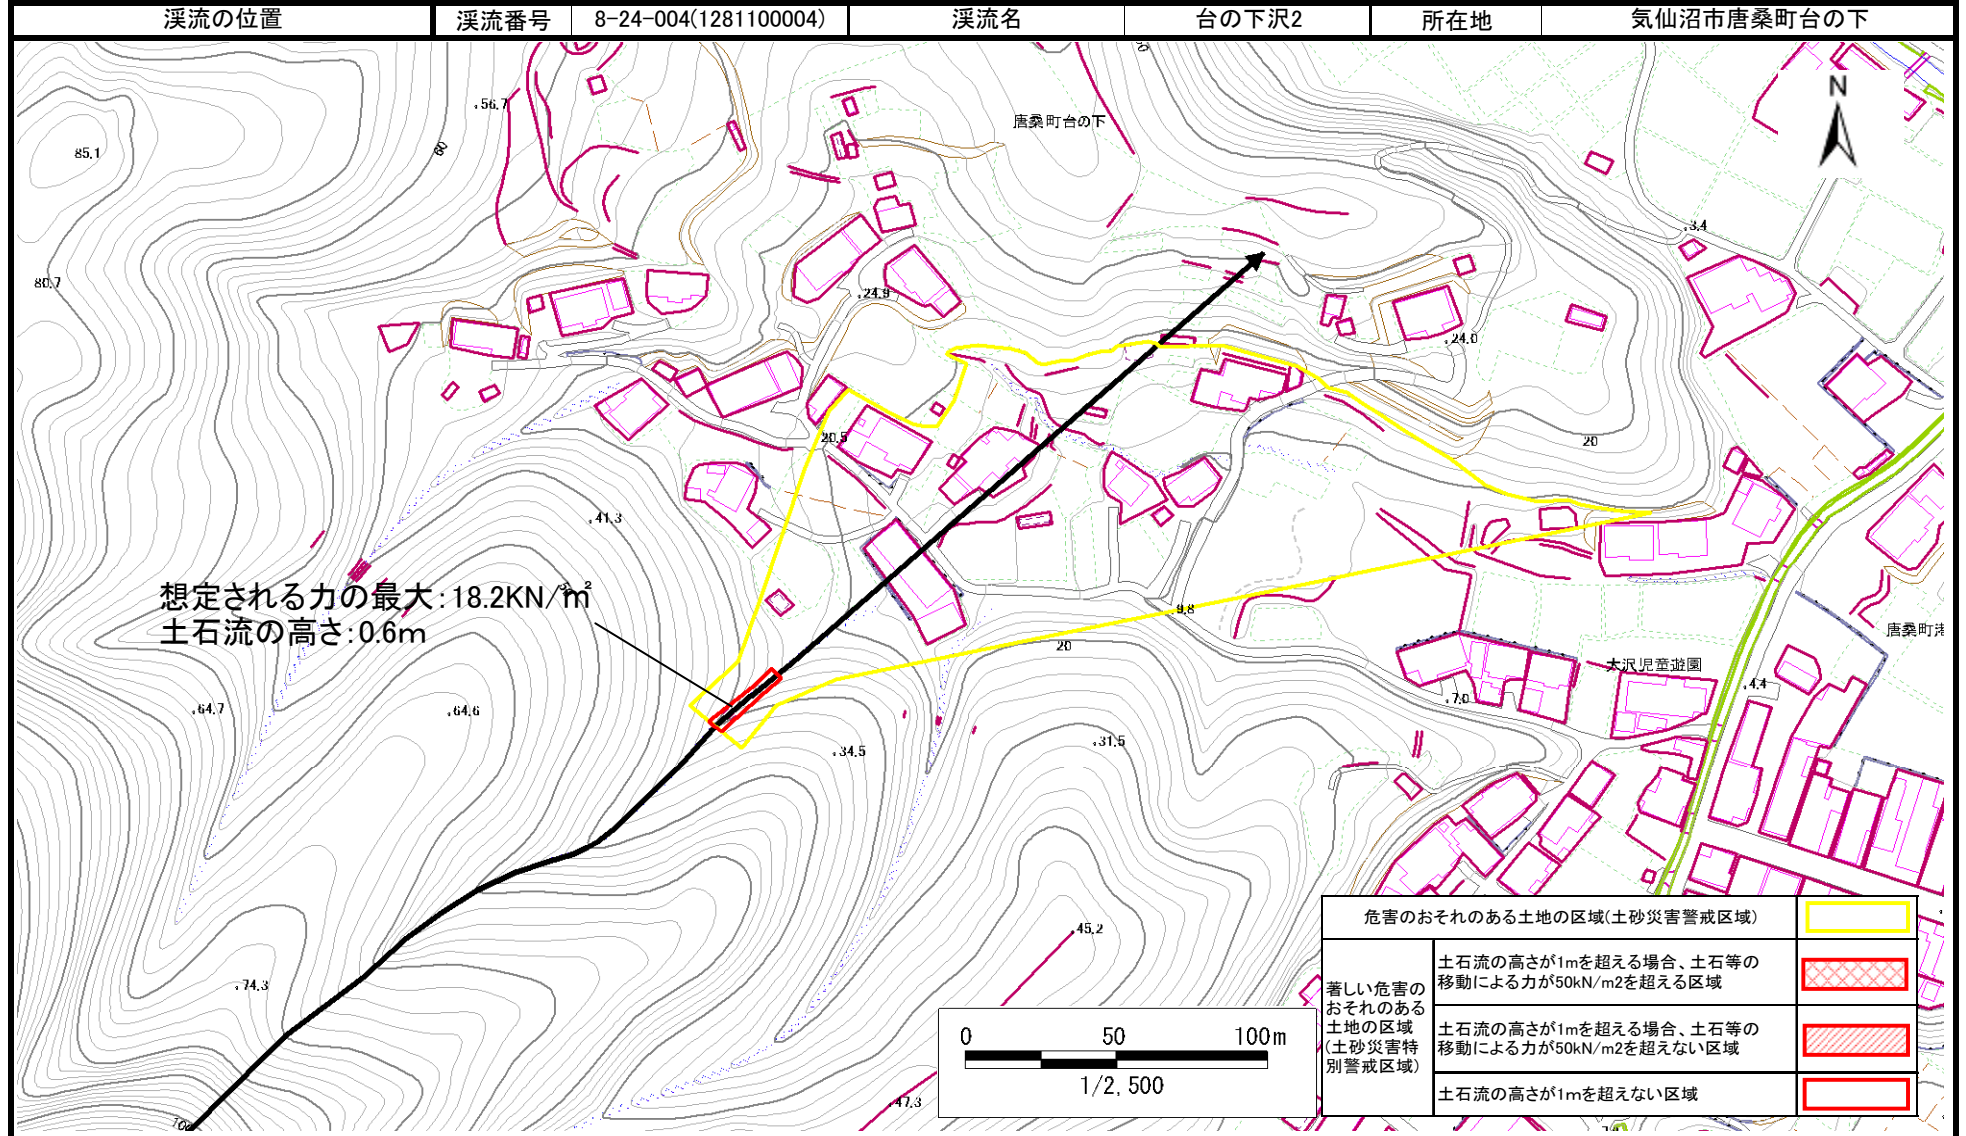 渓流の位置 渓流番号 8-24-004(1281100004) 渓流名 台の下沢2 所在地 気仙沼市唐桑町台の下
56.7
60
唐桑町台の下
N
85.1
3.4
80.7
24.9
24.0
20.5
20
41.3
想定される力の最大:18.2KN/㎡
土石流の高さ:0.6m
9.8
唐桑町港
20
大沢児童遊園
64.7
64.6
7.0
4.4
34.5
31.5
45.2
74.3
47.3
100
0 50 100m
1/2,500
危害のおそれのある土地の区域(土砂災害警戒区域)
著しい危害の
おそれのある
土地の区域
(土砂災害特
別警戒区域)
土石流の高さが1mを超える場合、土石等の
移動による力が50kN/m2を超える区域
土石流の高さが1mを超える場合、土石等の
移動による力が50kN/m2を超えない区域
土石流の高さが1mを超えない区域